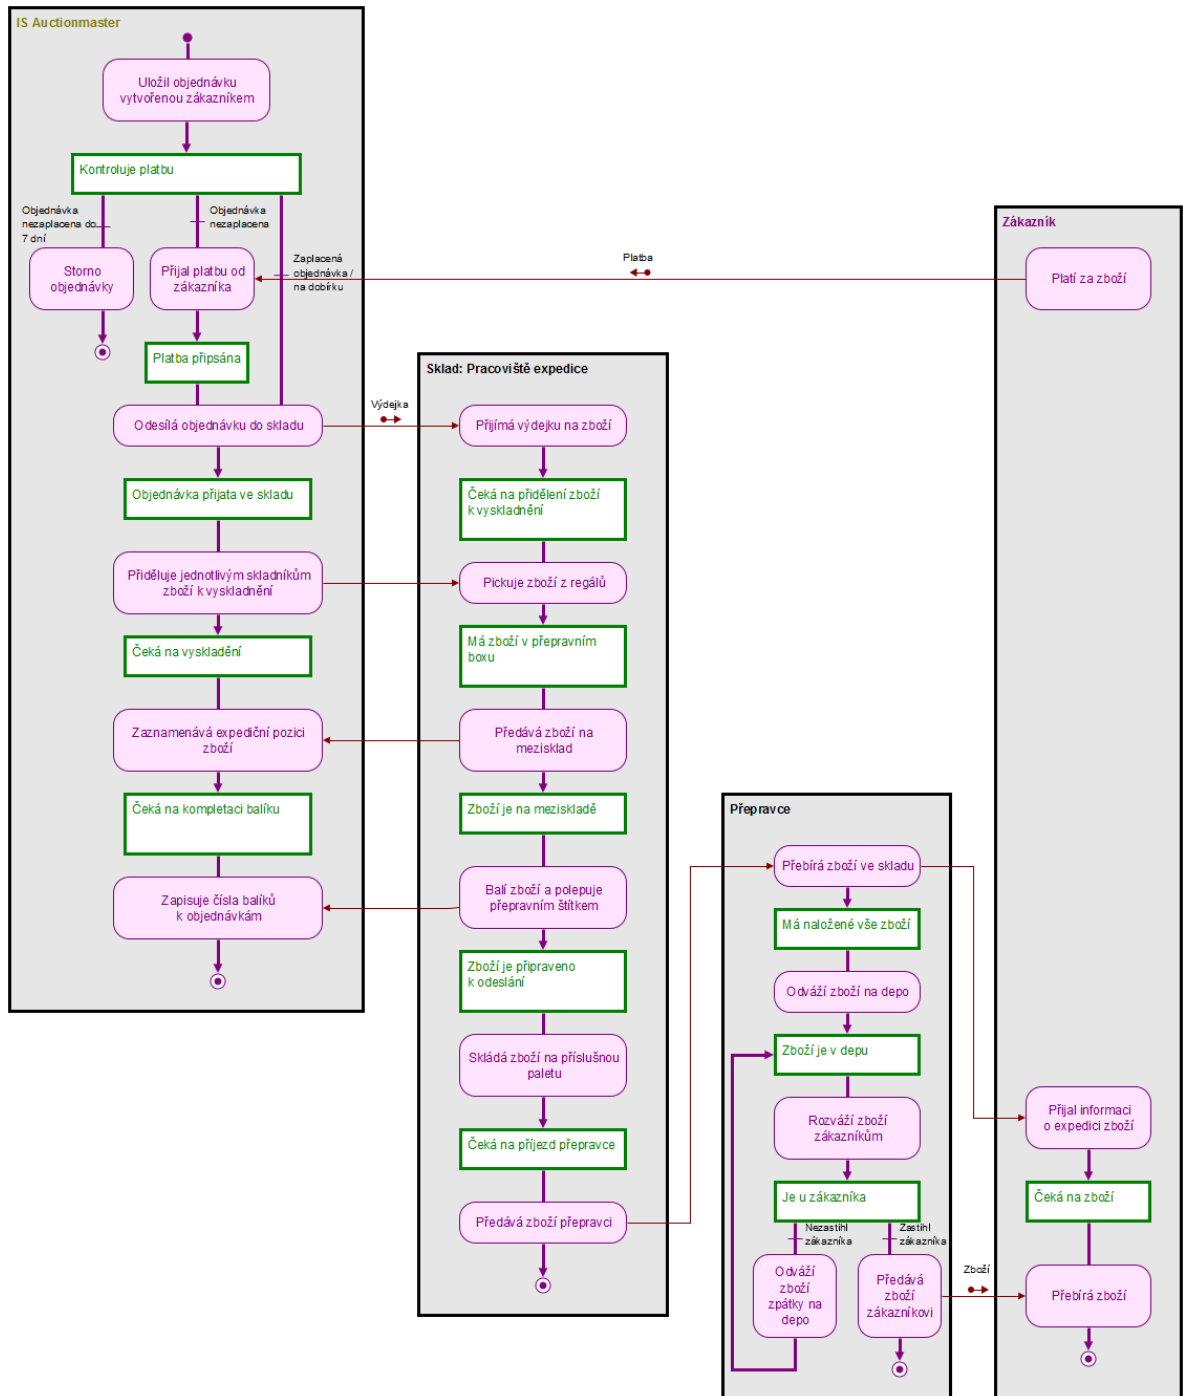 IS Auctionmaster
Uložil objednávku
vytvořenou zákazníkem
Kontroluje platbu
Objednávka
nezaplacena do
7 dní
Objednávka
nezaplacena
Zaplacená
objednávka /
na dobírku
Storno
objednávky
Přijal platbu od
zákazníka
Platba připsána
Odesílá objednávku do skladu
Objednávka přijata ve skladu
Přiděluje jednotlivým skladníkům
zboží k vyskladnění
Čeká na vyskladění
Zaznamenává expediční pozici
zboží
Čeká na kompletaci balíku
Zapisuje čísla balíků
k objednávkám
Výdejka
Platba
Sklad: Pracoviště expedice
Přijímá výdejku na zboží
Čeká na přidělení zboží
k vyskladnění
Pickuje zboží z regálů
Má zboží v přepravním
boxu
Předává zboží na
mezisklad
Zboží je na meziskladě
Balí zboží a polepuje
přepravním štítkem
Zboží je připraveno
k odeslání
Skládá zboží na příslušnou
paletu
Čeká na příjezd přepravce
Předává zboží přepravci
Přepravce
Přebírá zboží ve skladu
Má naložené vše zboží
Odváží zboží na depo
Zboží je v depu
Rozváží zboží
zákazníkům
Je u zákazníka
Nezastihl
zákazníka
Zastihl
zákazníka
Odváží
zboží
zpátky na
depo
Předává
zboží
zákazníkovi
Zboží
Zákazník
Platí za zboží
Přijal informaci
o expedici zboží
Čeká na zboží
Přebírá zboží